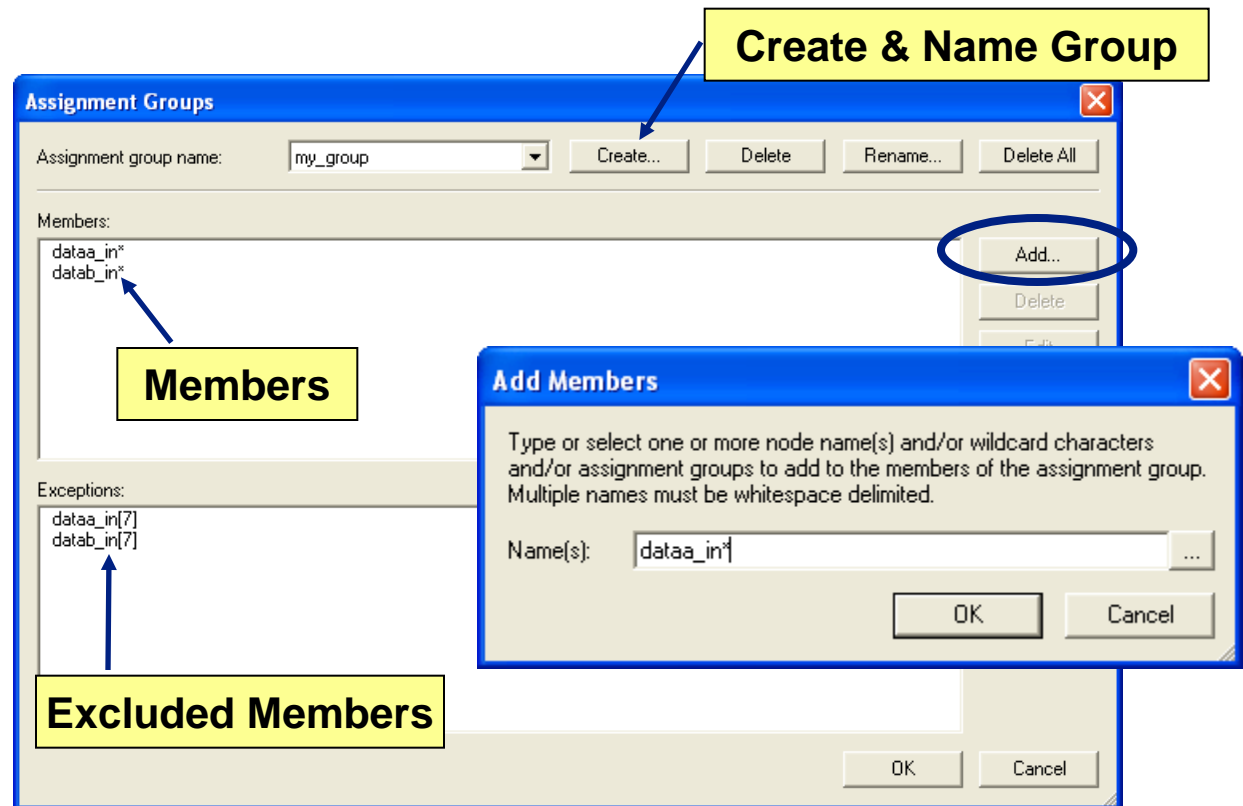 Create & Name Group
Assignment Groups
Assignment group name:
my_group
Create...
Delete
Rename...
Delete All
Members:
dataa_in*
datab_in*
Add...
Delete
Edit
Members
Add Members
Type or select one or more node name(s) and/or wildcard characters
and/or assignment groups to add to the members of the assignment group.
Multiple names must be whitespace delimited.
Name(s):
dataa_in*
...
OK
Cancel
Exceptions:
dataa_in[7]
datab_in[7]
Excluded Members
OK
Cancel